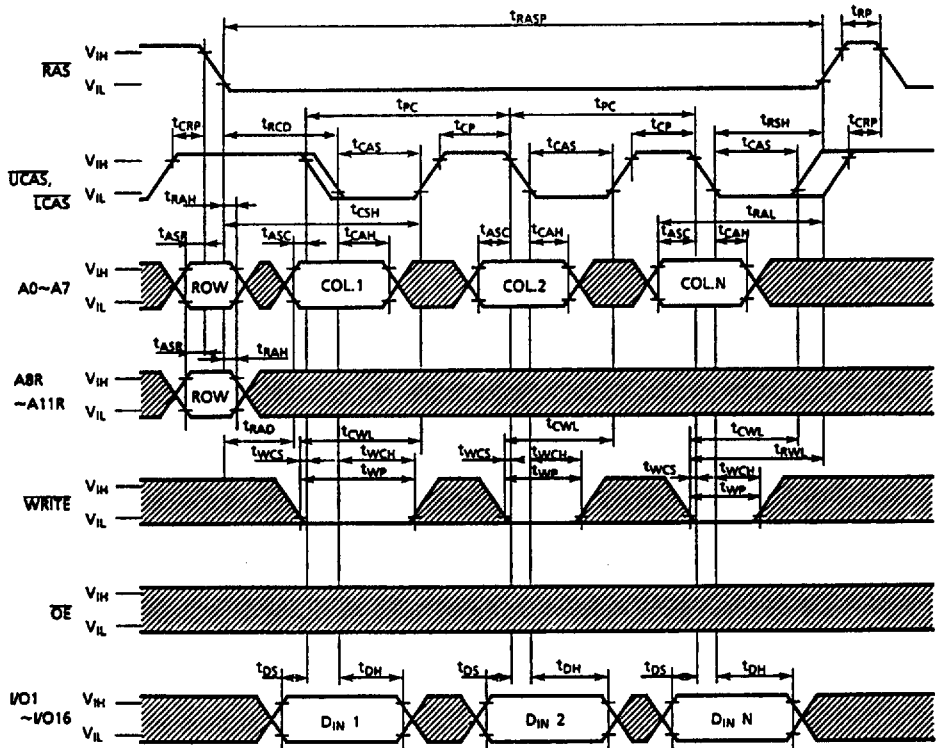 tRASP tRP
RAS VIH
VIL
tPC tPC
tCRP tRCD tCP tCP tRSH tCRP
tCAS tCAS tCAS
UCAS, VIH
LCAS VIL
tRAH tCSH tRAL
tASR tASC tCAH tASC tCAH tASC tCAH
A0~A7 VIH
VIL
ROW COL.1 COL.2 COL.N
tASR tRAH
A8R VIH
~A11R VIL
ROW
tRAD tCWL tCWL tCWL
tRWL
tWCS tWCH tWCS tWCH tWCS tWCH
tWP tWP tWP
WRITE VIH
VIL
OE VIH
VIL
tDS tDH tDS tDH tDS tDH
I/O1 VIH
~I/O16 VIL
DIN 1 DIN 2 DIN N